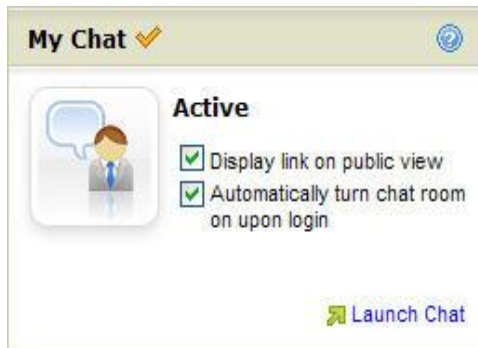 My Chat
Active
Display link on public view
Automatically turn chat room
on upon login
Launch Chat